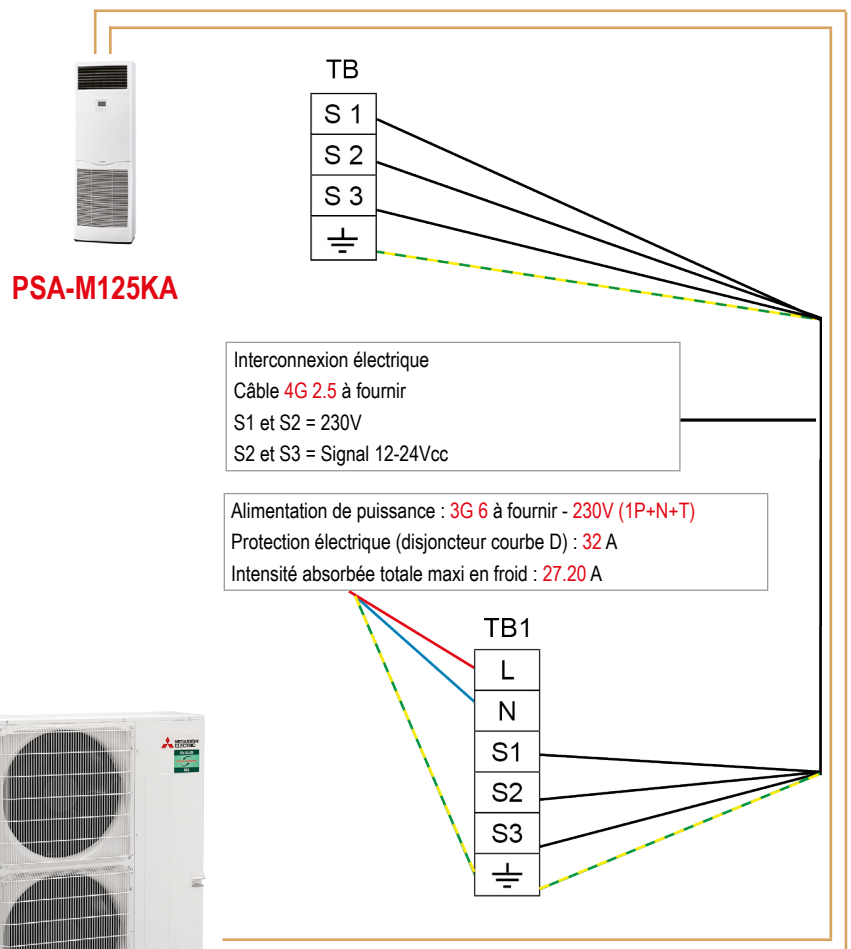 TB
S 1
S 2
S 3
PSA-M125KA
Interconnexion électrique
Câble 4G 2.5 à fournir
S1 et S2 = 230V
S2 et S3 = Signal 12-24Vcc
Alimentation de puissance : 3G 6 à fournir - 230V (1P+N+T)
Protection électrique (disjoncteur courbe D) : 32 A
Intensité absorbée totale maxi en froid : 27.20 A
TB1
L
N
S1
S2
S3
MITSUBISHI
ELECTRIC